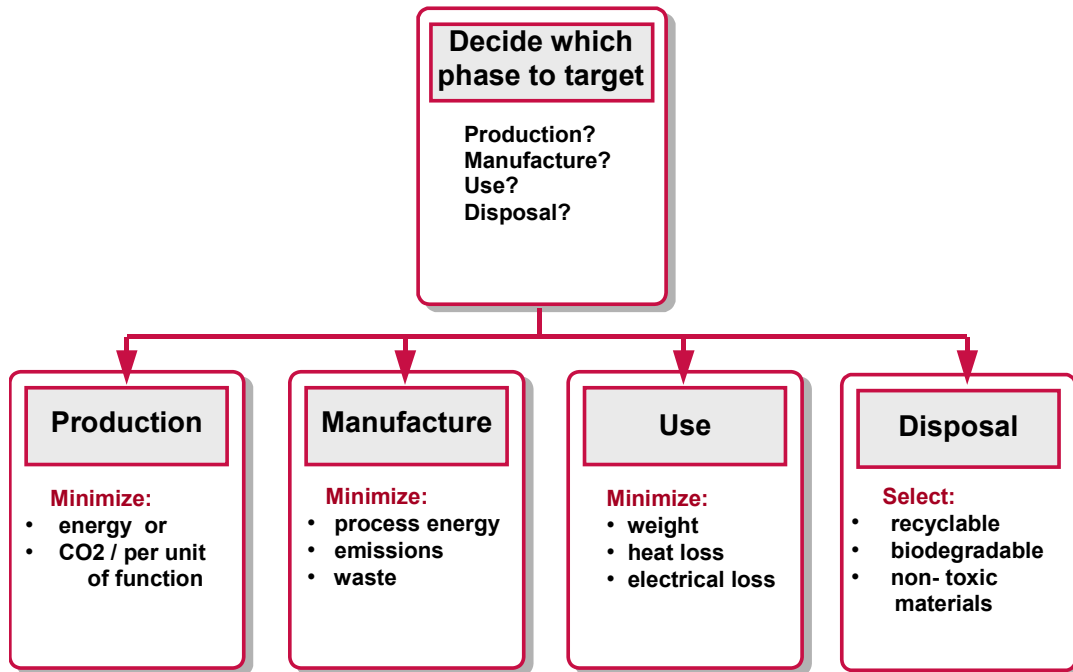 Decide which
phase to target
Production?
Manufacture?
Use?
Disposal?
Production
Minimize:
• energy or
• CO2 / per unit
of function
Manufacture
Minimize:
• process energy
• emissions
• waste
Use
Minimize:
• weight
• heat loss
• electrical loss
Disposal
Select:
• recyclable
• biodegradable
• non- toxic
materials